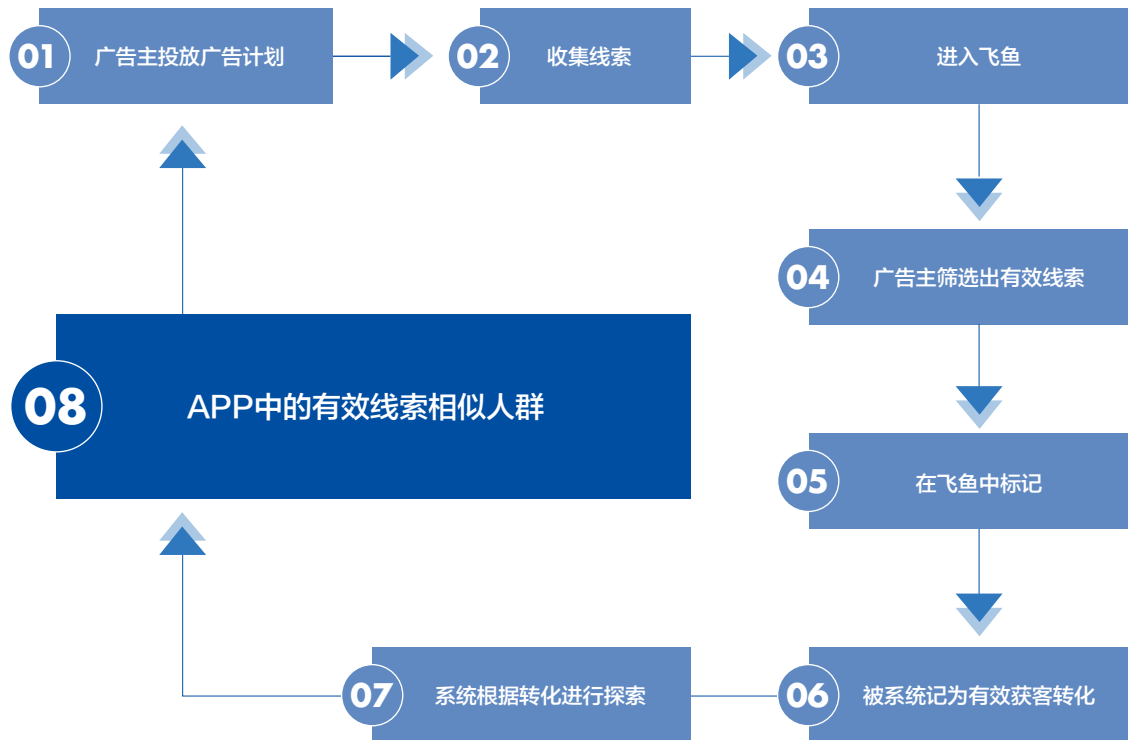 01
广告主投放广告计划
02
收集线索
03
进入飞鱼
04
广告主筛选出有效线索
05
在飞鱼中标记
06
被系统记为有效获客转化
07
系统根据转化进行探索
08
APP中的有效线索相似人群